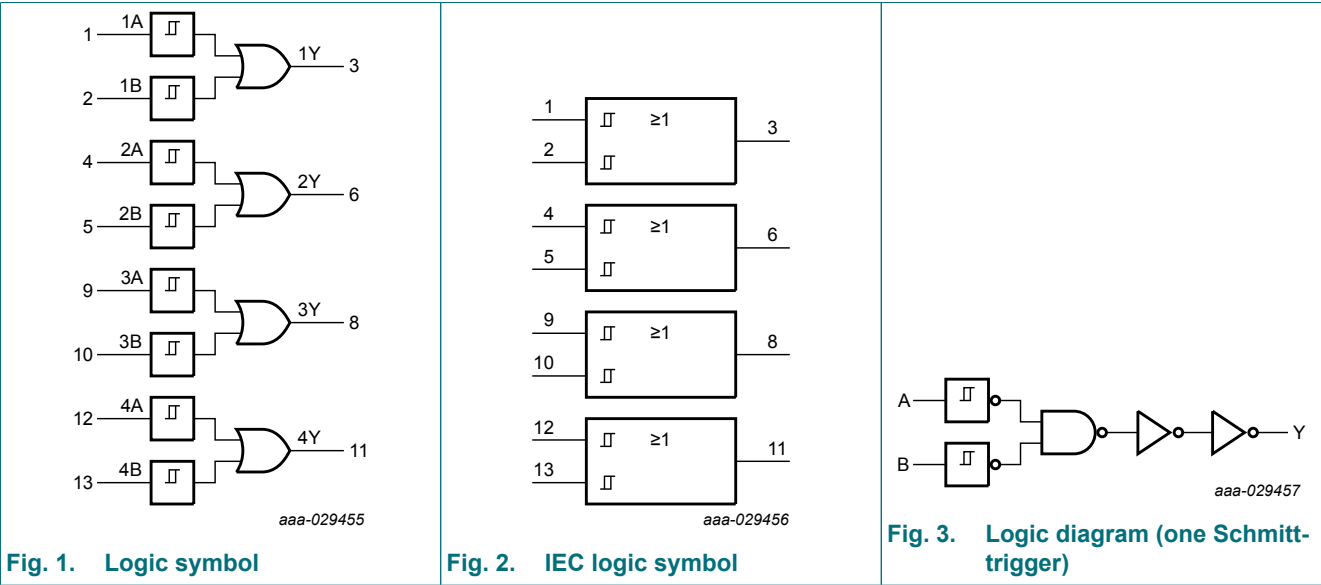 1A
1
1Y
3
1B
2
2A
4
2Y
6
2B
5
3A
9
3Y
8
3B
10
4A
12
4Y
11
4B
13
aaa-029455
Fig. 1. Logic symbol
1
≥1
3
2
4
≥1
6
5
9
≥1
8
10
12
≥1
11
13
aaa-029456
Fig. 2. IEC logic symbol
A
Y
B
aaa-029457
Fig. 3. Logic diagram (one Schmitt-
trigger)